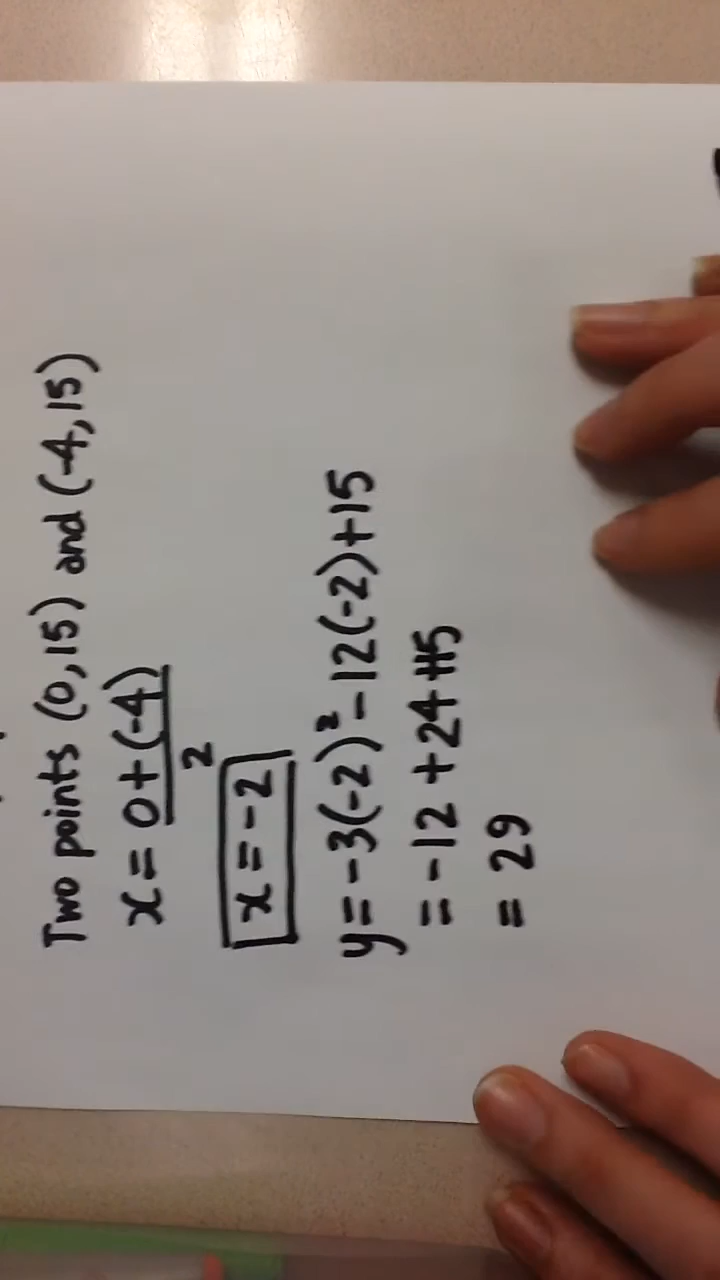 Two points (0,15) and (-4,15)
x = 0+(-4)
2
x = -2
y = -3(-2)² - 12(-2)+15
= -12 + 24 +15
= 29